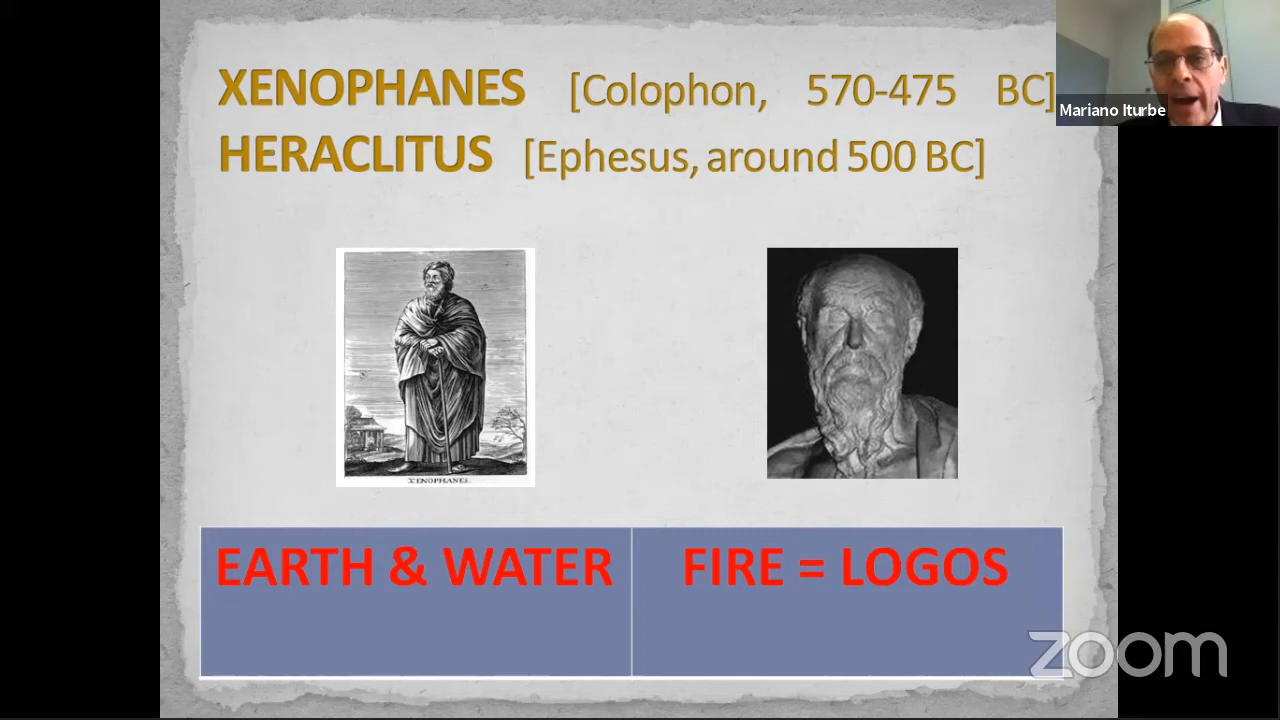 XENOPHANES [Colophon, 570-475 BC]
HERACLITUS [Ephesus, around 500 BC]
Mariano Iturbe
XENOPHANES.
EARTH & WATER
FIRE = LOGOS
zoom